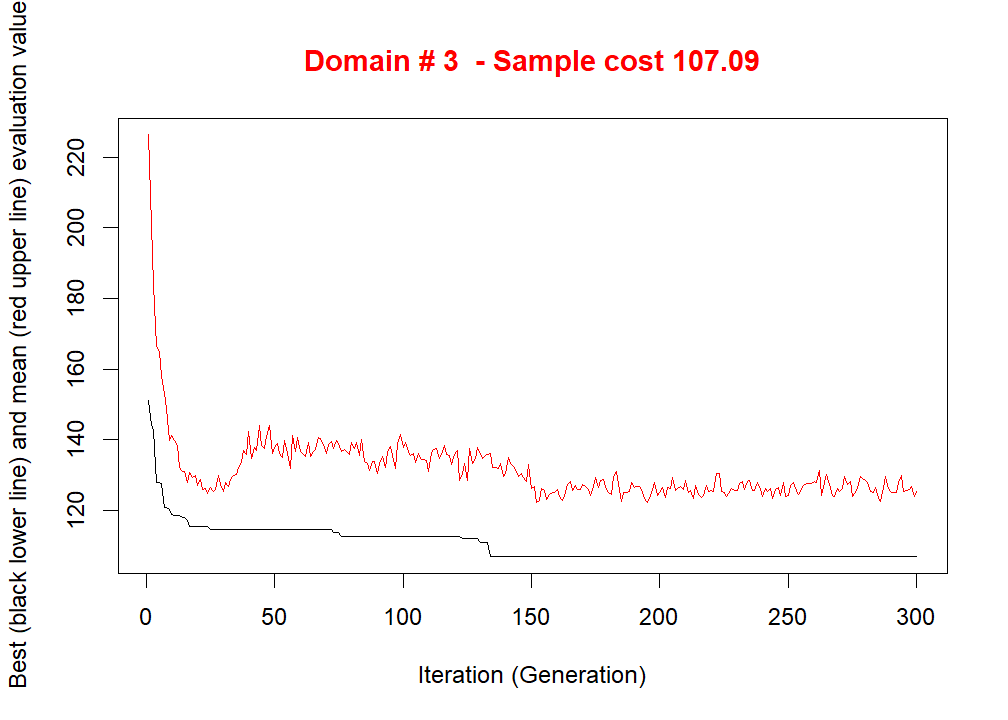 Domain # 3  - Sample cost 107.09
Best (black lower line) and mean (red upper line) evaluation value
220
200
180
160
140
120
0 50 100 150 200 250 300
Iteration (Generation)